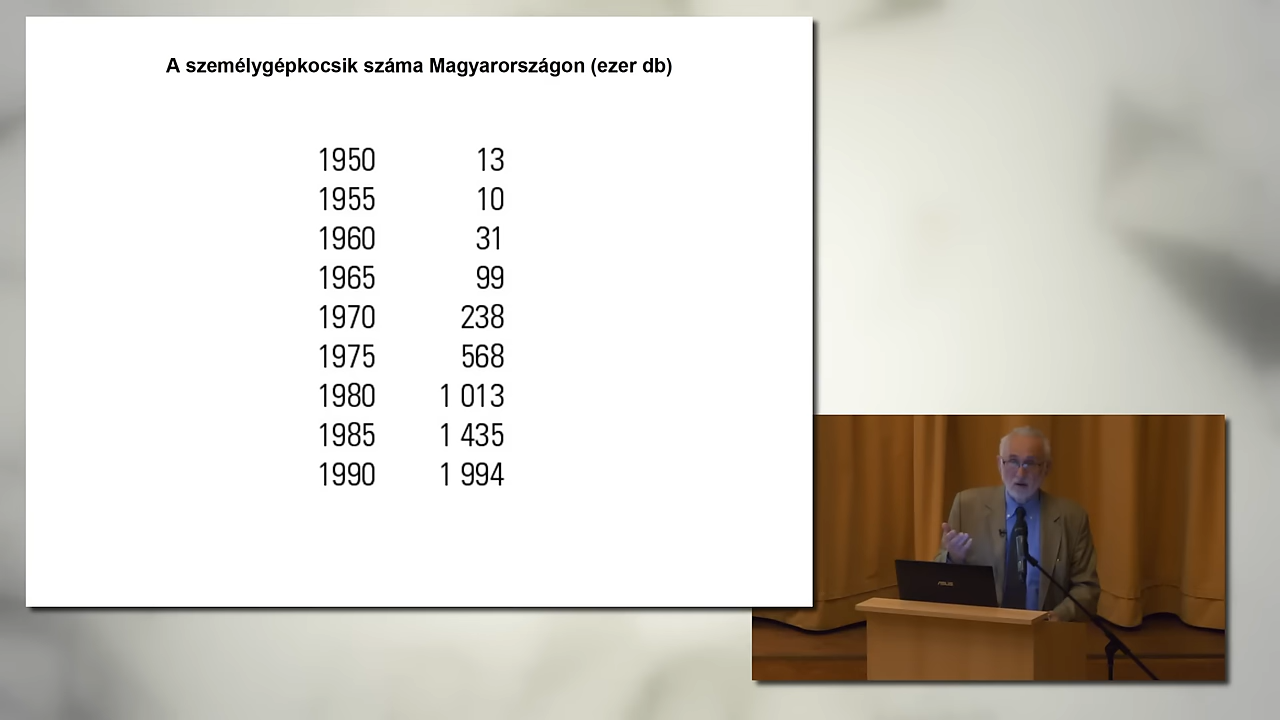 A személygépkocsik száma Magyarországon (ezer db)
1950 13
1955 10
1960 31
1965 99
1970 238
1975 568
1980 1 013
1985 1 435
1990 1 994
ASUS